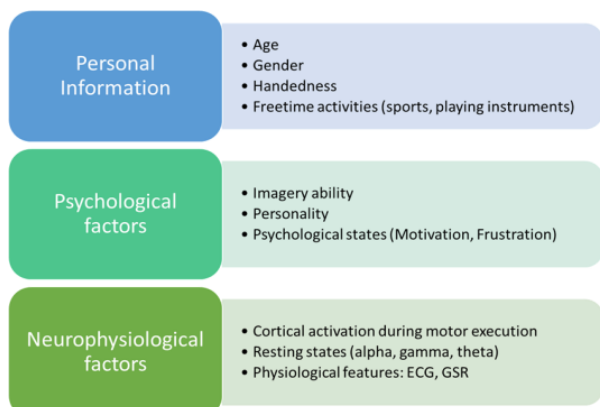 Personal
Information
• Age
• Gender
• Handedness
• Freetime activities (sports, playing instruments)
Psychological
factors
• Imagery ability
• Personality
• Psychological states (Motivation, Frustration)
Neurophysiological
factors
• Cortical activation during motor execution
• Resting states (alpha, gamma, theta)
• Physiological features: ECG, GSR